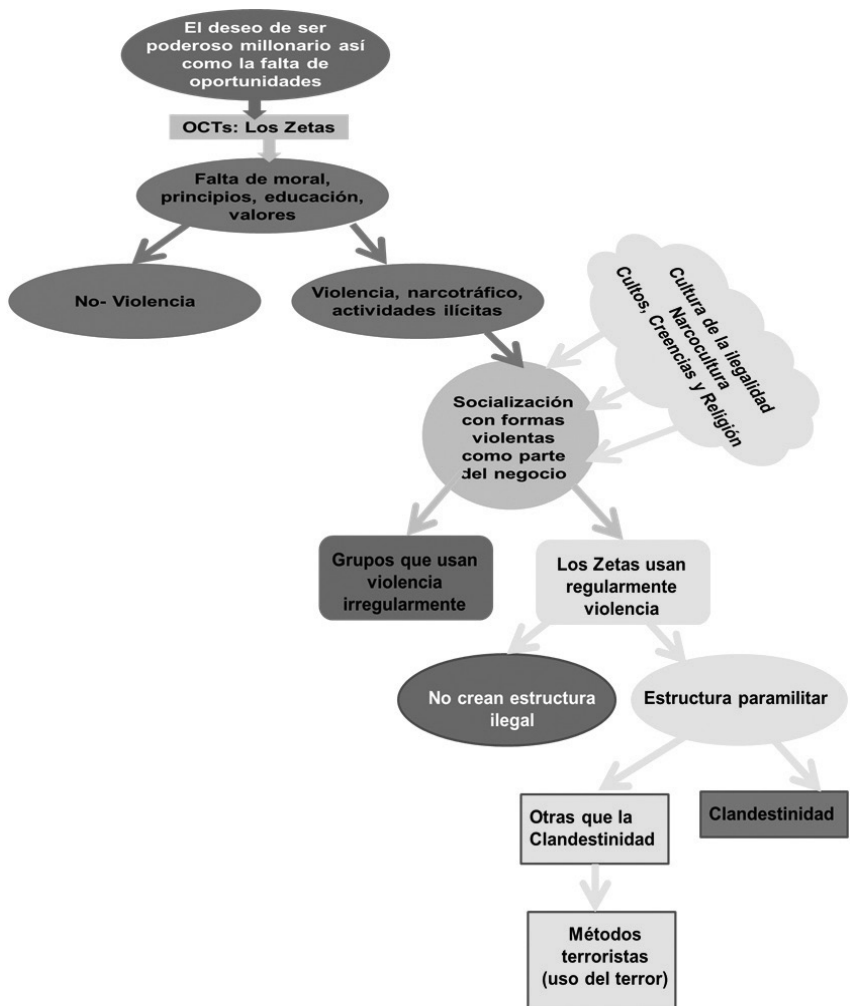 El deseo de ser
poderoso millonario así
como la falta de
oportunidades
OCTs: Los Zetas
Falta de moral,
principios, educación,
valores
No- Violencia
Violencia, narcotráfico,
actividades ilícitas
Cultura de la ilegalidad
Narcocultura
Cultos, Creencias y Religión
Socialización
con formas
violentas
como parte
del negocio
Grupos que usan
violencia
irregularmente
Los Zetas usan
regularmente
violencia
No crean estructura
ilegal
Estructura paramilitar
Otras que la
Clandestinidad
Clandestinidad
Métodos
terroristas
(uso del terror)